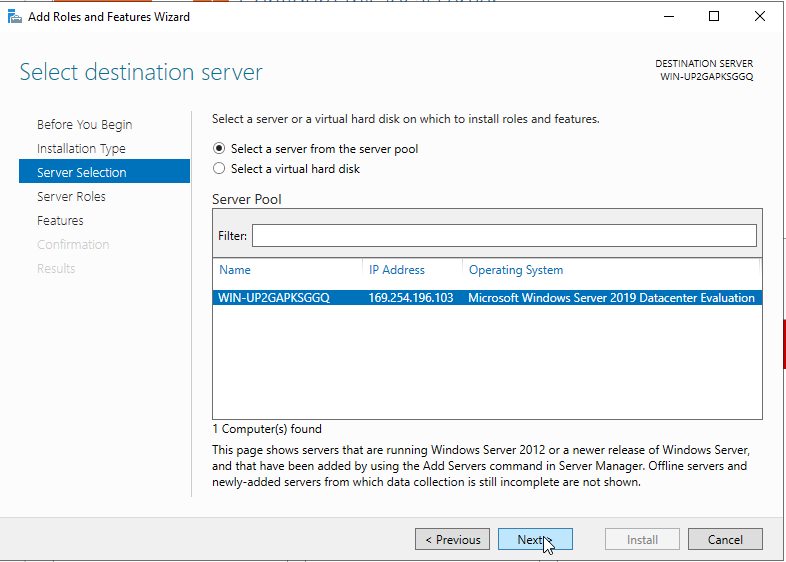 Add Roles and Features Wizard
Select destination server
DESTINATION SERVER
WIN-UP2GAPKSGGQ
Before You Begin
Installation Type
Server Selection
Server Roles
Features
Confirmation
Results
Select a server or a virtual hard disk on which to install roles and features.
Select a server from the server pool
Select a virtual hard disk
Server Pool
Filter:
Name IP Address Operating System
WIN-UP2GAPKSGGQ 169.254.196.103 Microsoft Windows Server 2019 Datacenter Evaluation
1 Computer(s) found
This page shows servers that are running Windows Server 2012 or a newer release of Windows Server,
and that have been added by using the Add Servers command in Server Manager. Offline servers and
newly-added servers from which data collection is still incomplete are not shown.
< Previous Next > Install Cancel